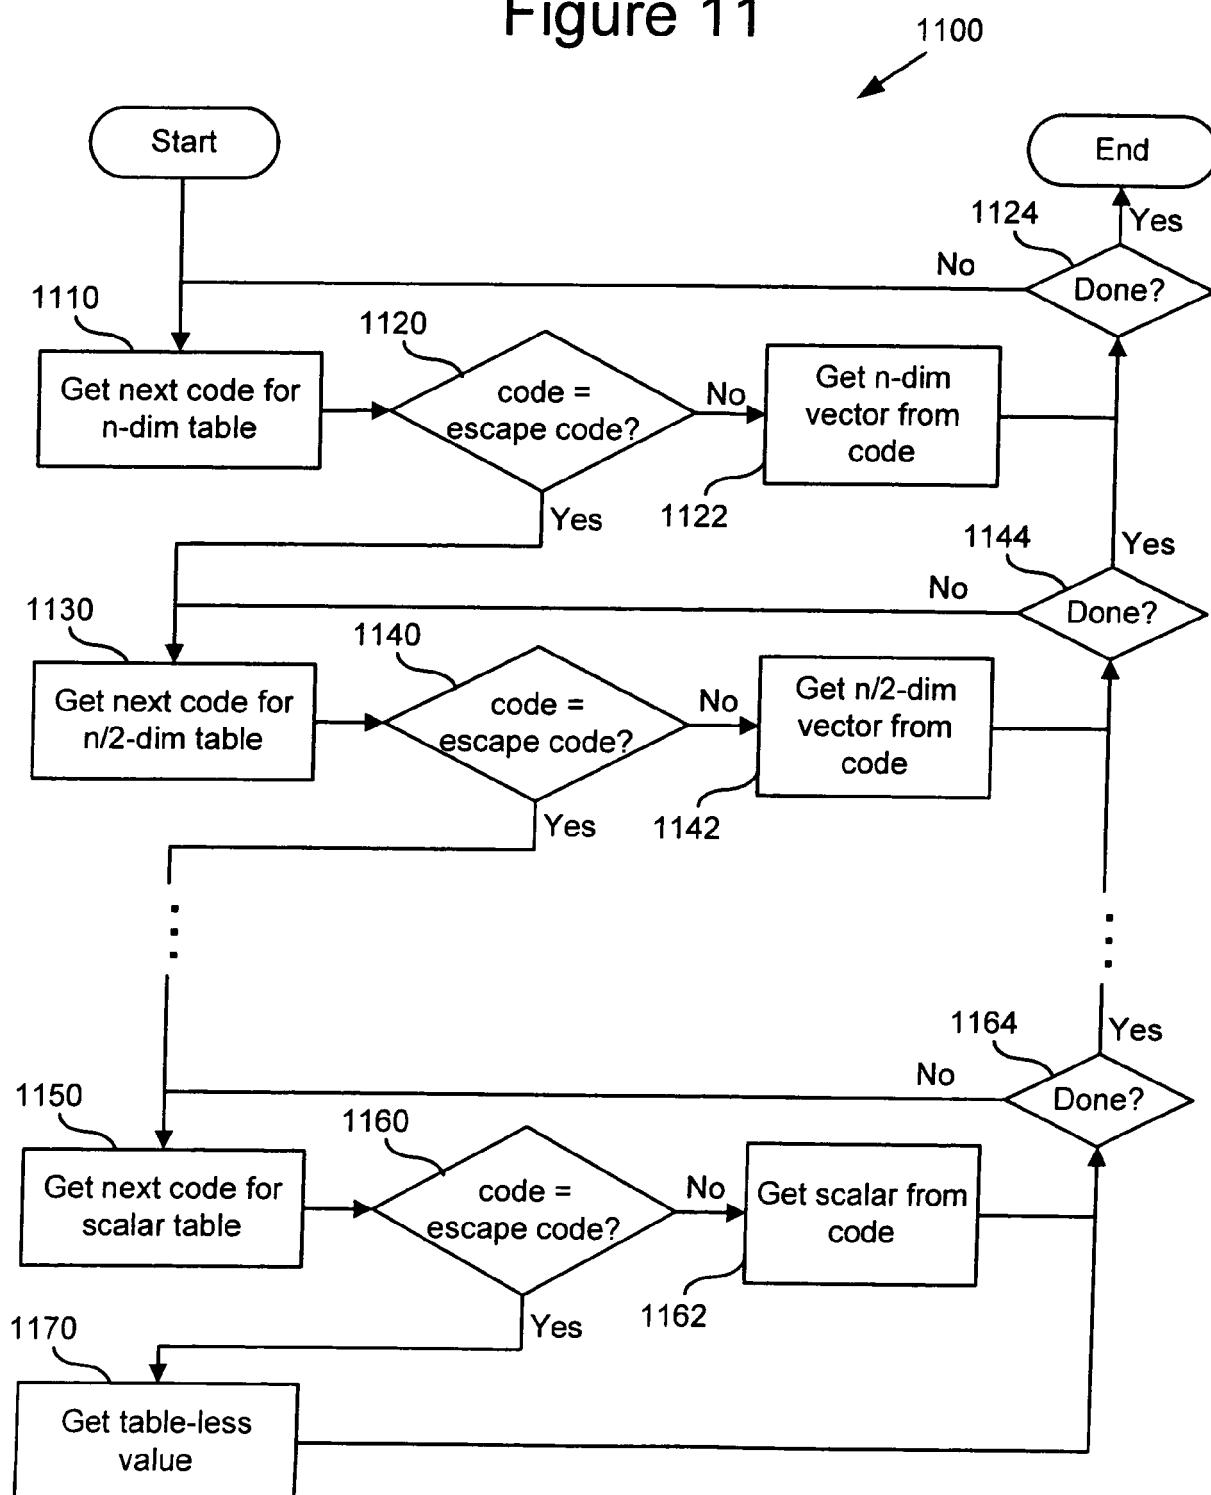 Figure 11
1100
Start
End
Yes
1124
No
Done?
1110
1120
Get next code for
n-dim table
code =
escape code?
No
Get n-dim
vector from
code
1122
Yes
1144
Yes
No
Done?
1130
1140
Get next code for
n/2-dim table
code =
escape code?
No
Get n/2-dim
vector from
code
1142
Yes
1164
Yes
No
Done?
1150
1160
Get next code for
scalar table
code =
escape code?
No
Get scalar from
code
1162
Yes
1170
Get table-less
value